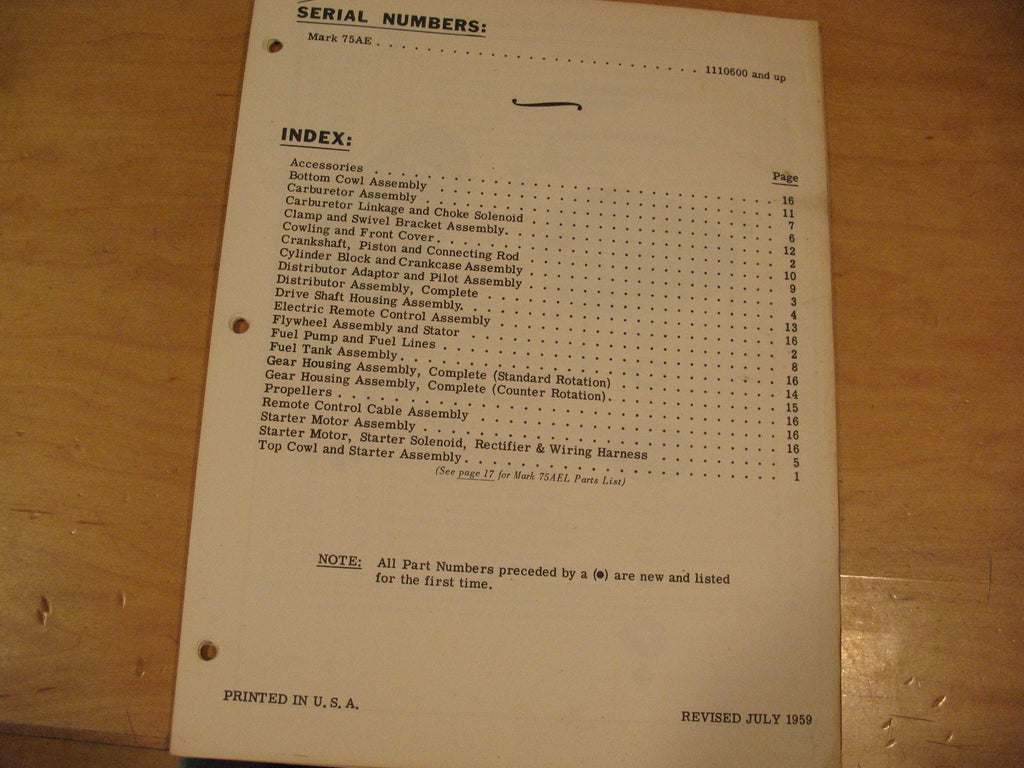 SERIAL NUMBERS:
Mark 75AE . . . . . . . . . . . . . . . . . . . . . . . . 1110600 and up
INDEX:
Page
Accessories . . . . . . . . . . . . . . . . . . . . 16
Bottom Cowl Assembly . . . . . . . . . . . . . . . . . . . . 11
Carburetor Assembly . . . . . . . . . . . . . . . . . . . . 7
Carburetor Linkage and Choke Solenoid . . . . . . . . . . . . . . . . . . . . 6
Clamp and Swivel Bracket Assembly. . . . . . . . . . . . . . . . . . . . 12
Cowling and Front Cover. . . . . . . . . . . . . . . . . . . . 2
Crankshaft, Piston and Connecting Rod . . . . . . . . . . . . . . . . . . . . 10
Cylinder Block and Crankcase Assembly . . . . . . . . . . . . . . . . . . . . 9
Distributor Adaptor and Pilot Assembly . . . . . . . . . . . . . . . . . . . . 3
Distributor Assembly, Complete . . . . . . . . . . . . . . . . . . . . 4
Drive Shaft Housing Assembly. . . . . . . . . . . . . . . . . . . . 13
Electric Remote Control Assembly . . . . . . . . . . . . . . . . . . . . 16
Flywheel Assembly and Stator . . . . . . . . . . . . . . . . . . . . 2
Fuel Pump and Fuel Lines . . . . . . . . . . . . . . . . . . . . 8
Fuel Tank Assembly. . . . . . . . . . . . . . . . . . . . 16
Gear Housing Assembly, Complete (Standard Rotation) . . . . . . . . . . . . 14
Gear Housing Assembly, Complete (Counter Rotation). . . . . . . . . . . . 15
Propellers . . . . . . . . . . . . . . . . . . . . 16
Remote Control Cable Assembly . . . . . . . . . . . . . . . . . . . . 16
Starter Motor Assembly . . . . . . . . . . . . . . . . . . . . 16
Starter Motor, Starter Solenoid, Rectifier & Wiring Harness . . . . . . . . . 5
Top Cowl and Starter Assembly. . . . . . . . . . . . . . . . . . . . 1
(See page 17 for Mark 75AEL Parts List)
NOTE: All Part Numbers preceded by a (●) are new and listed
for the first time.
PRINTED IN U. S. A.
REVISED JULY 1959